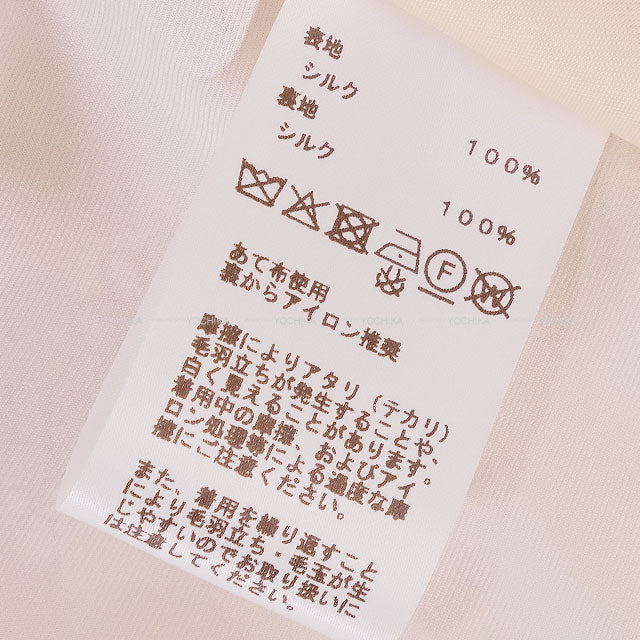 表地
シルク 100%
裏地
シルク 100%
F W
あて布使用
裏からアイロン推奨
摩擦によりアタリ（テカリ）
毛羽立ちが発生することや、
白く見えることがあります。
着用中の摩擦、およびアイ
ロン処理等による過度な摩
擦にご注意ください。
また、着用を繰り返すこと
により毛羽立ち・毛玉が生
じやすいのでお取り扱いに
は注意してください。
YOCHIKA YOCHIKA YOCHIKA